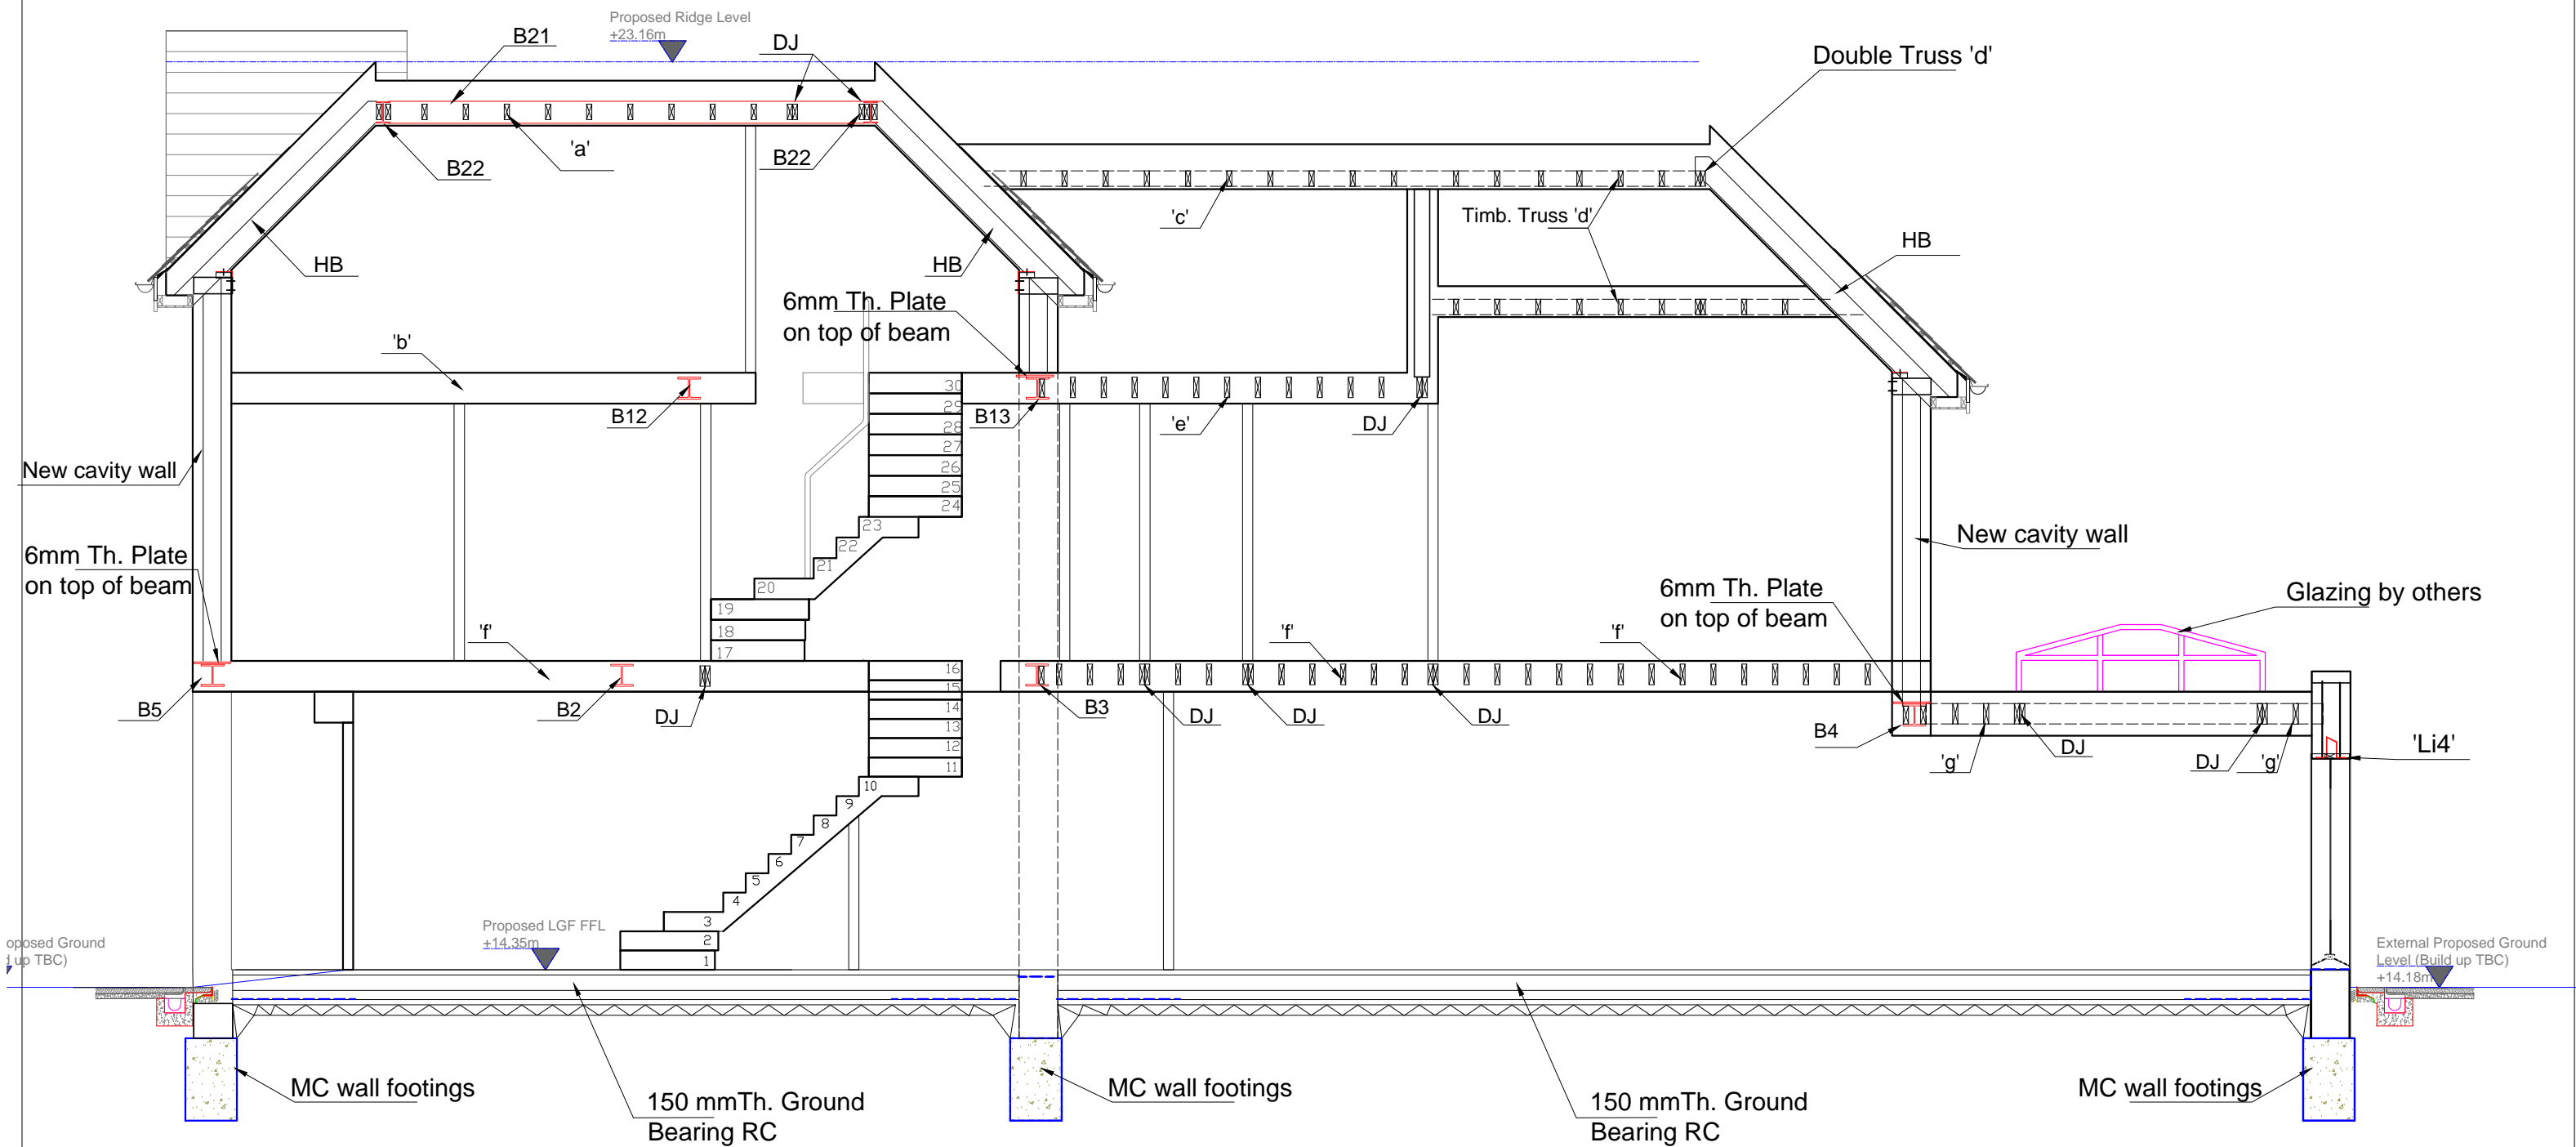 Proposed Ridge Level
+23.16m
B21
DJ
Double Truss 'd'
'a'
B22
B22
'c'
Timb. Truss 'd'
HB
HB
HB
6mm Th. Plate
on top of beam
'b'
B12
B13
'e'
DJ
30
29
28
27
26
25
24
23
22
21
20
19
18
17
New cavity wall
New cavity wall
6mm Th. Plate
on top of beam
6mm Th. Plate
on top of beam
Glazing by others
'f'
'f'
'f'
B5
B2
DJ
B3
DJ
DJ
DJ
B4
'g'
DJ
DJ
'g'
'Li4'
16
15
14
13
12
11
10
9
8
7
6
5
4
3
2
1
Proposed LGF FFL
+14.35m
oposed Ground
up TBC)
External Proposed Ground
Level (Build up TBC)
+14.18m
MC wall footings
150 mmTh. Ground
Bearing RC
MC wall footings
150 mmTh. Ground
Bearing RC
MC wall footings